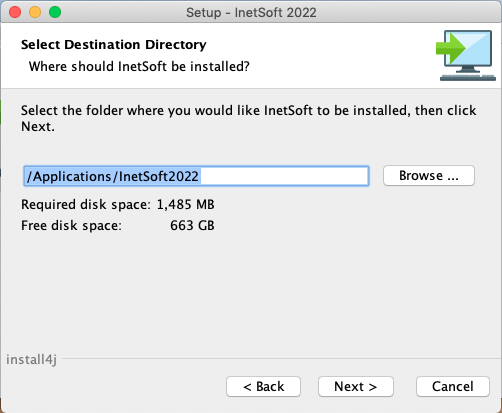 Setup - InetSoft 2022
Select Destination Directory
Where should InetSoft be installed?
Select the folder where you would like InetSoft to be installed, then click
Next.
/Applications/InetSoft2022
Browse ...
Required disk space: 1,485 MB
Free disk space: 663 GB
install4j
< Back
Next >
Cancel